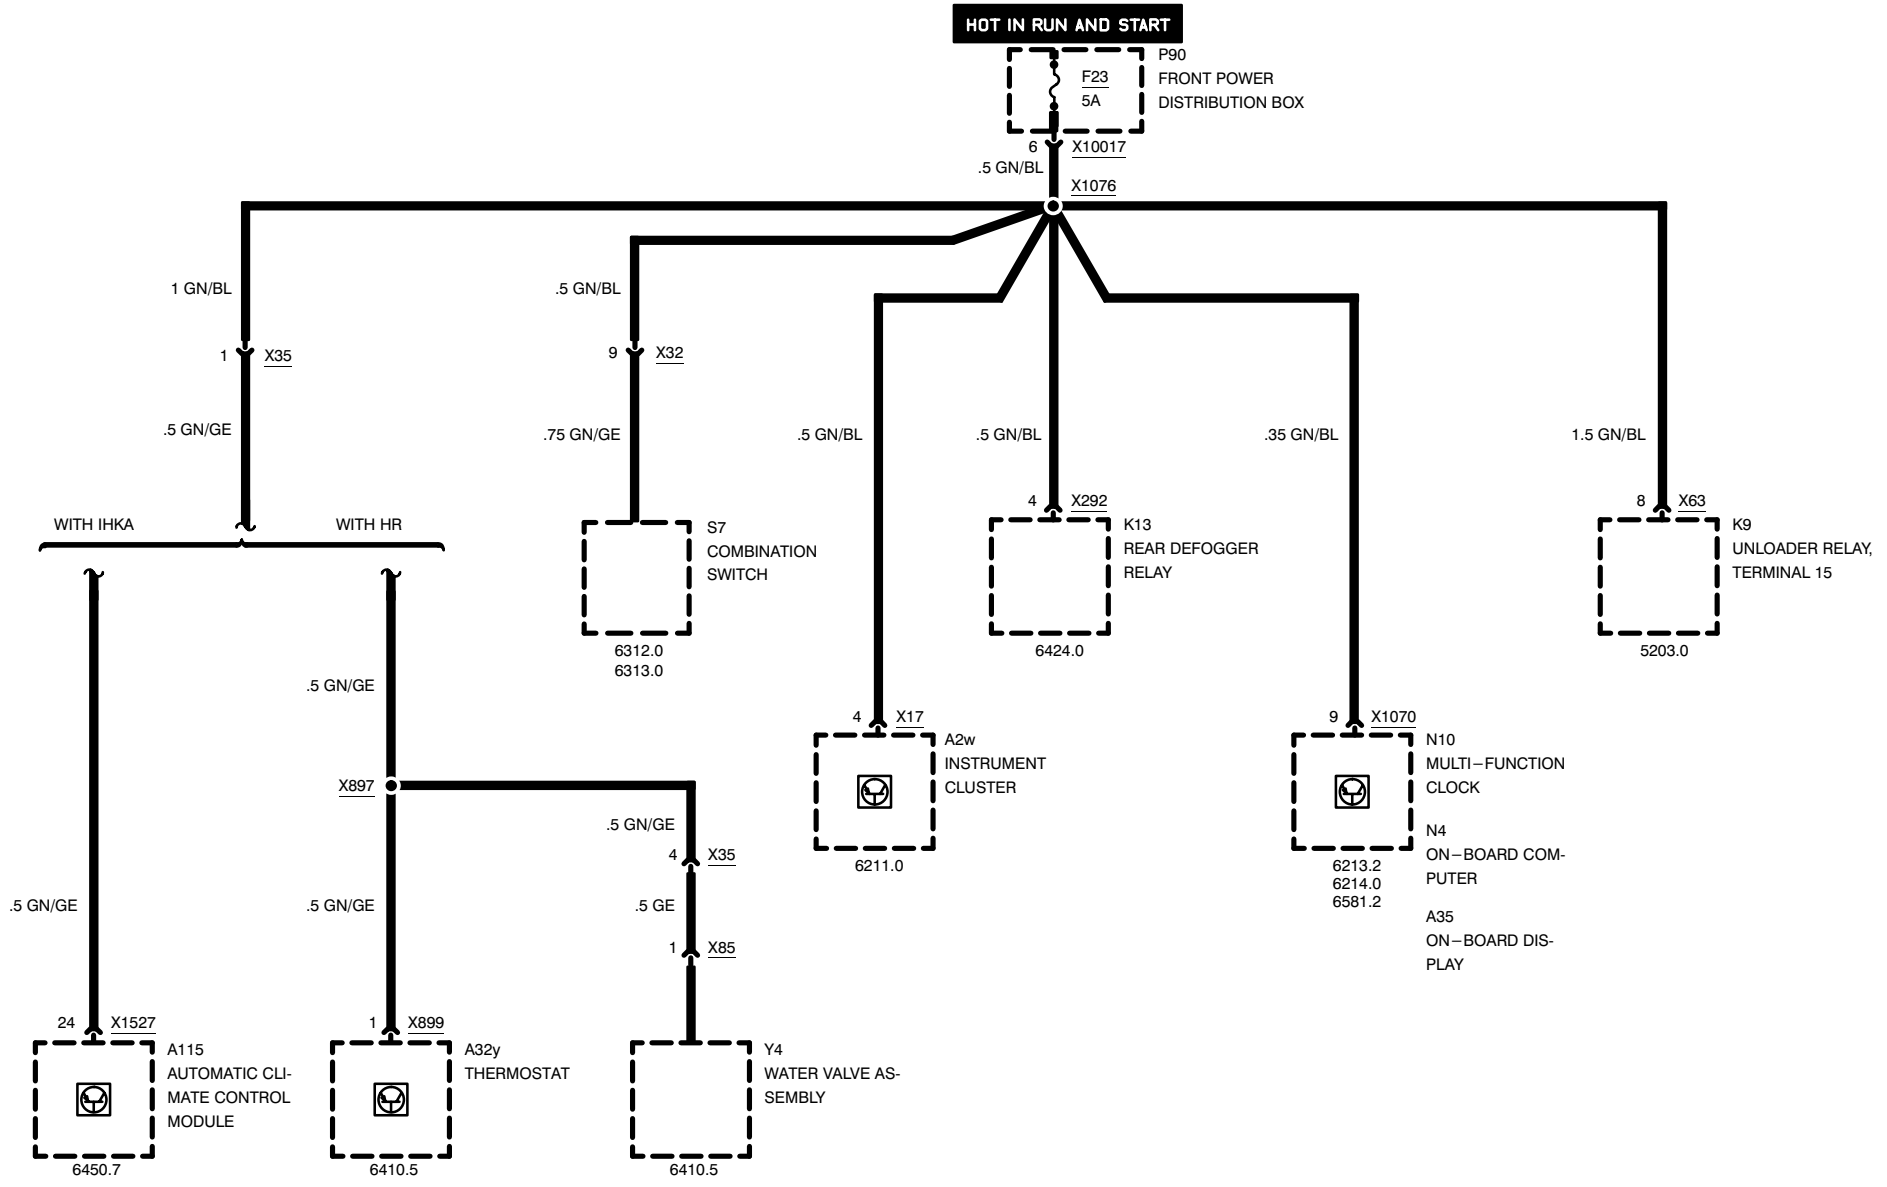 HOT IN RUN AND START
P90
FRONT POWER
DISTRIBUTION BOX
F23
5A
6
X10017
.5 GN/BL
X1076
1 GN/BL
1
X35
.5 GN/GE
.5 GN/BL
9
X32
.75 GN/GE
.5 GN/BL
.5 GN/BL
.35 GN/BL
1.5 GN/BL
WITH IHKA
WITH HR
S7
COMBINATION
SWITCH
6312.0
6313.0
4
X292
K13
REAR DEFOGGER
RELAY
6424.0
8
X63
K9
UNLOADER RELAY,
TERMINAL 15
5203.0
.5 GN/GE
4
X17
A2w
INSTRUMENT
CLUSTER
6211.0
9
X1070
N10
MULTI–FUNCTION
CLOCK
N4
ON–BOARD COM-
PUTER
A35
ON–BOARD DIS-
PLAY
6213.2
6214.0
6581.2
X897
.5 GN/GE
4
X35
.5 GN/GE
.5 GN/GE
.5 GE
1
X85
24
X1527
A115
AUTOMATIC CLI-
MATE CONTROL
MODULE
6450.7
1
X899
A32y
THERMOSTAT
6410.5
Y4
WATER VALVE AS-
SEMBLY
6410.5